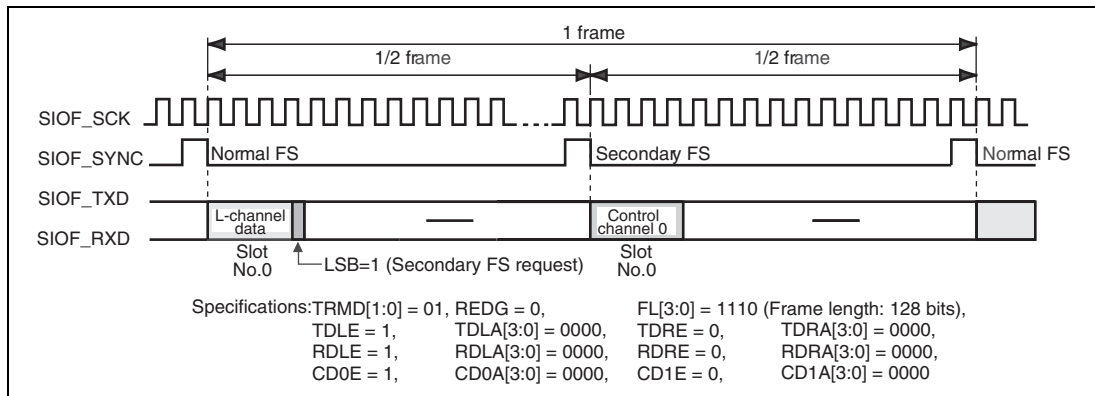 1 frame
1/2 frame 1/2 frame
SIOF_SCK
SIOF_SYNC Normal FS Secondary FS Normal FS
SIOF_TXD
L-channel data Control channel 0
SIOF_RXD
Slot No.0 Slot No.0
LSB=1 (Secondary FS request)
Specifications: TRMD[1:0] = 01, REDG = 0, FL[3:0] = 1110 (Frame length: 128 bits),
TDLE = 1, TDLA[3:0] = 0000, TDRE = 0, TDRA[3:0] = 0000,
RDLE = 1, RDLA[3:0] = 0000, RDRE = 0, RDRA[3:0] = 0000,
CD0E = 1, CD0A[3:0] = 0000, CD1E = 0, CD1A[3:0] = 0000